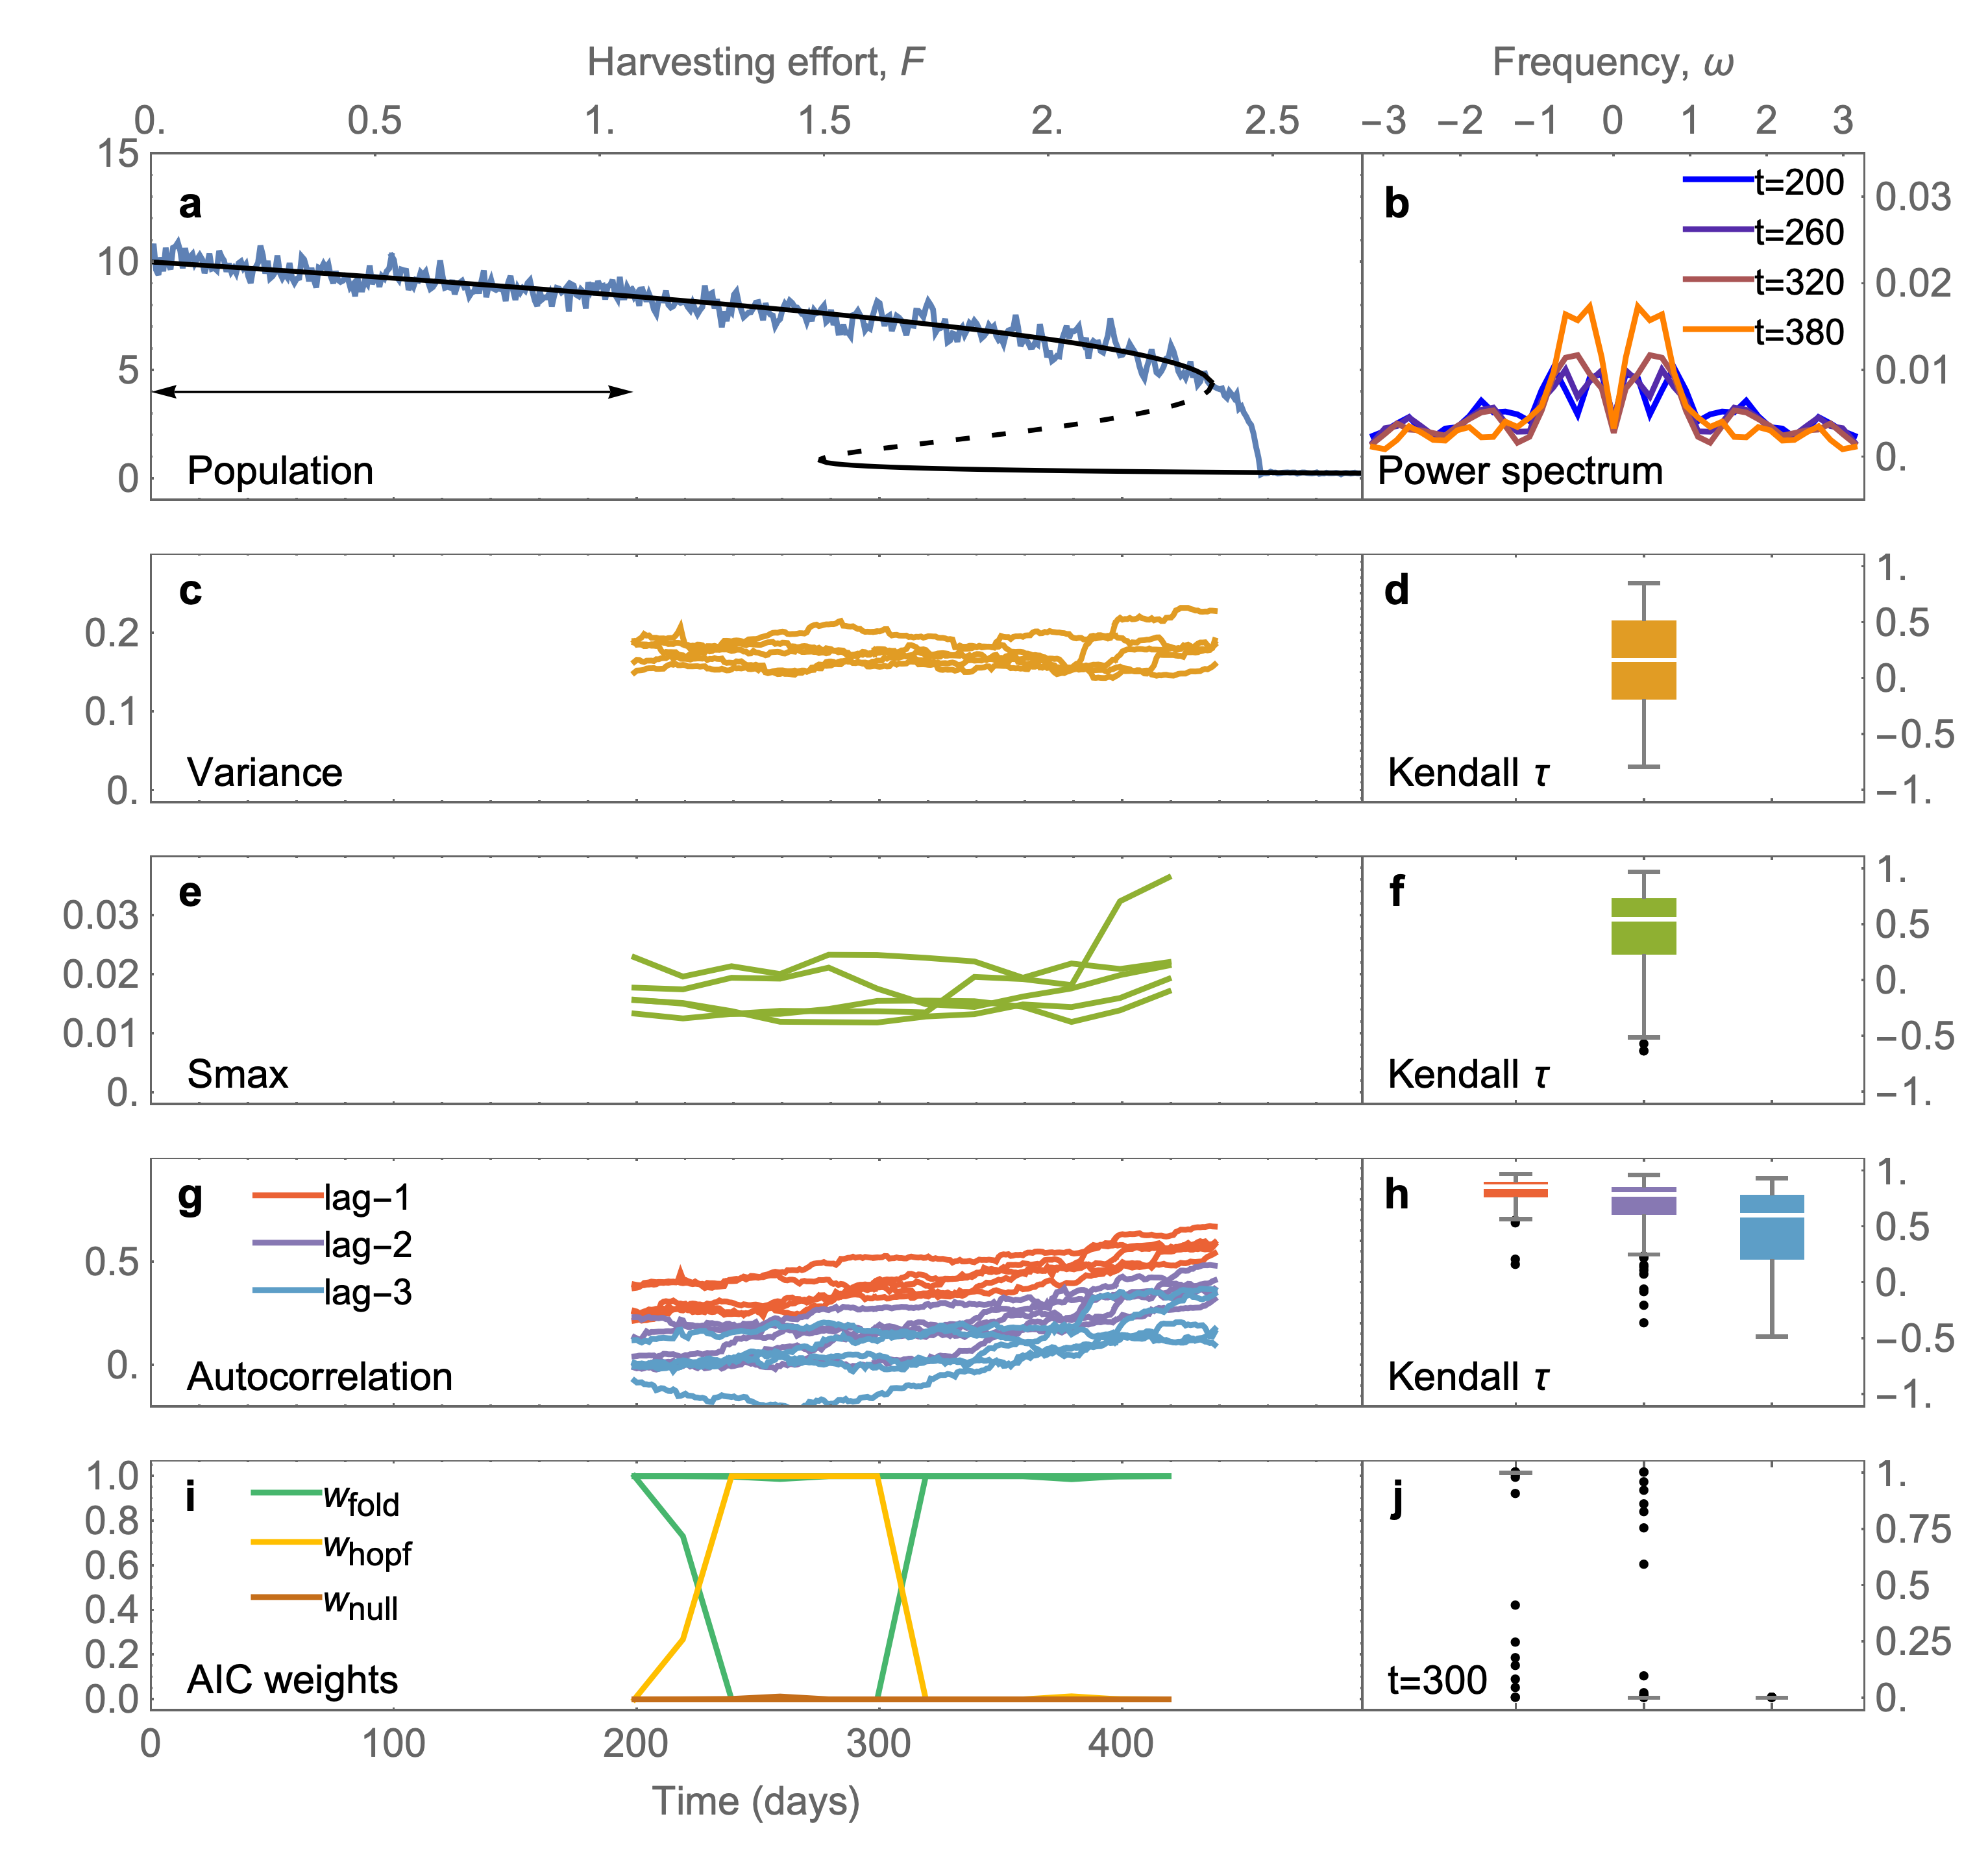 Harvesting effort, F
Frequency, ω
0. 0.5 1. 1.5 2. 2.5
−3 −2 −1 0 1 2 3
15
10
5
0
a
Population
b
t=200
t=260
t=320
t=380
0.03
0.02
0.01
0.
Power spectrum
0.2
0.1
0.
c
Variance
d
1.
0.5
0.
−0.5
−1.
Kendall τ
0.03
0.02
0.01
0.
e
Smax
f
1.
0.5
0.
−0.5
−1.
Kendall τ
0.5
0.
g
lag−1
lag−2
lag−3
Autocorrelation
h
1.
0.5
0.
−0.5
−1.
Kendall τ
1.0
0.8
0.6
0.4
0.2
0.0
i
wfold
whopf
wnull
AIC weights
j
1.
0.75
0.5
0.25
0.
t=300
0 100 200 300 400
Time (days)